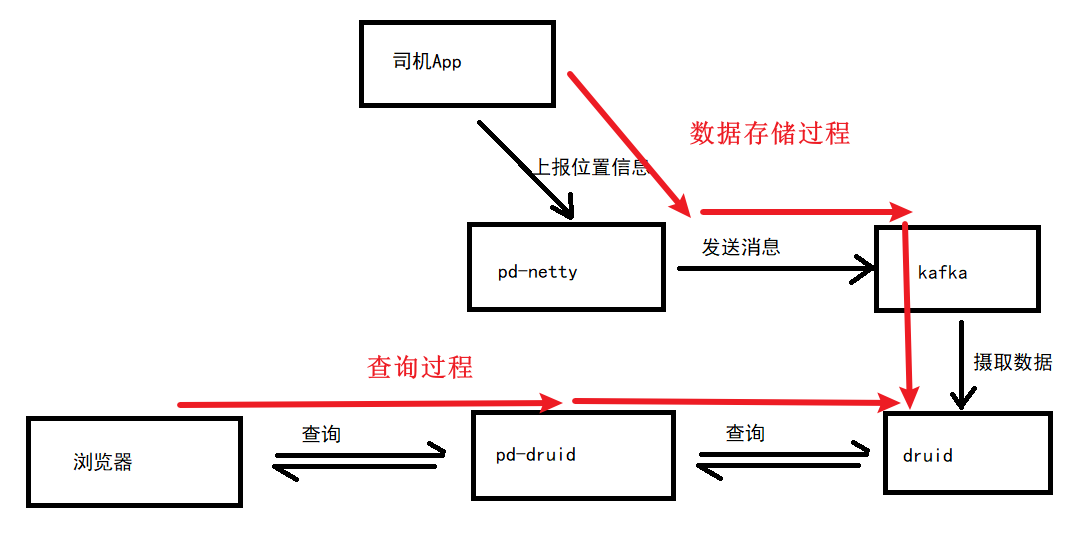 司机App
数据存储过程
上报位置信息
发送消息
pd-netty
kafka
摄取数据
查询过程
查询
查询
浏览器
pd-druid
druid